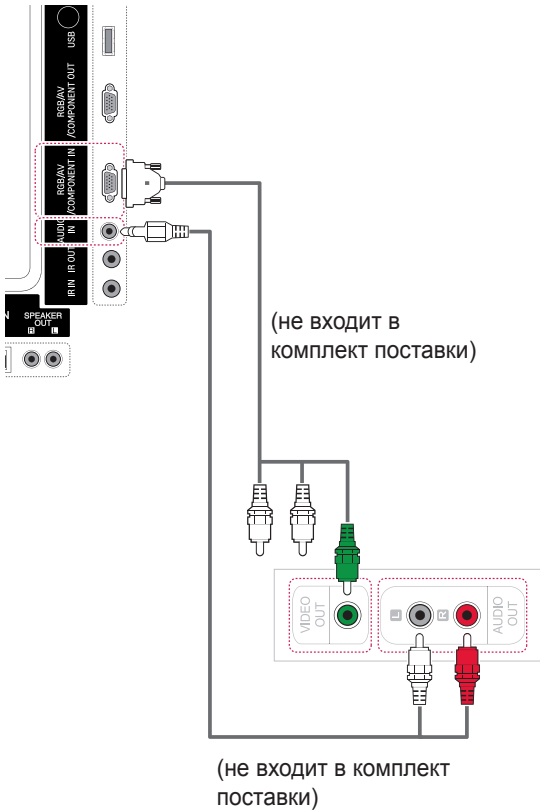 USB
RGB/AV
/COMPONENT OUT
RGB/AV
/COMPONENT IN
AUDIO
IN
IR OUT
IR IN
N
SPEAKER
OUT
R L
(не входит в
комплект поставки)
VIDEO
OUT
L
R
AUDIO
OUT
(не входит в комплект
поставки)